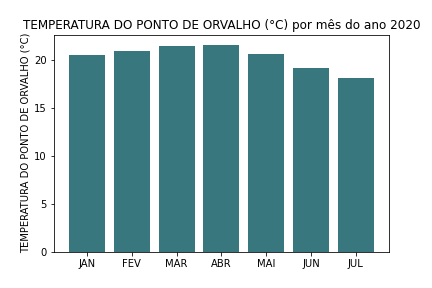 TEMPERATURA DO PONTO DE ORVALHO (°C) por mês do ano 2020
TEMPERATURA DO PONTO DE ORVALHO (°C)
20
15
10
5
0
JAN FEV MAR ABR MAI JUN JUL